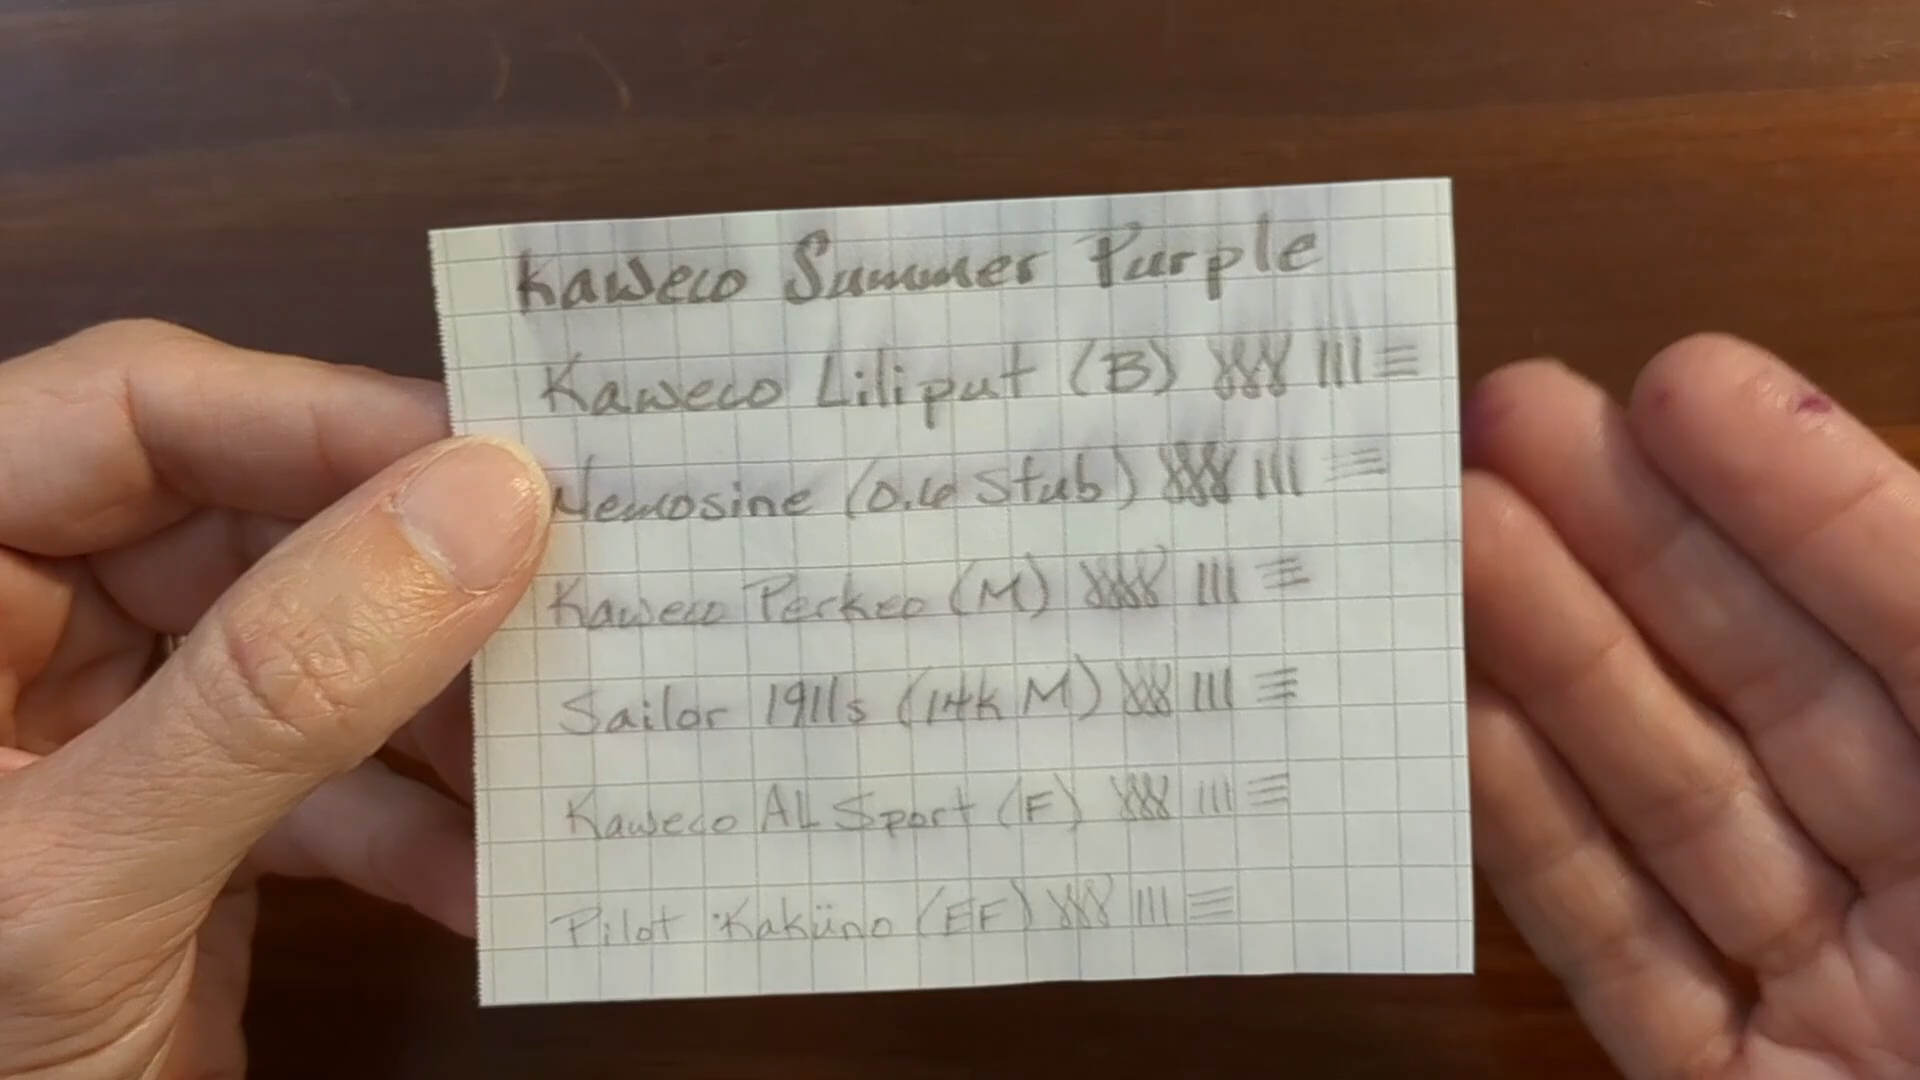 Kaweco Summer Purple
Kaweco Liliput (B)
Nemosine (0.6 Stub)
Kaweco Perkeo (M)
Sailor 1911s (14k M)
Kaweco AL Sport (F)
Pilot Kaküno (EF)